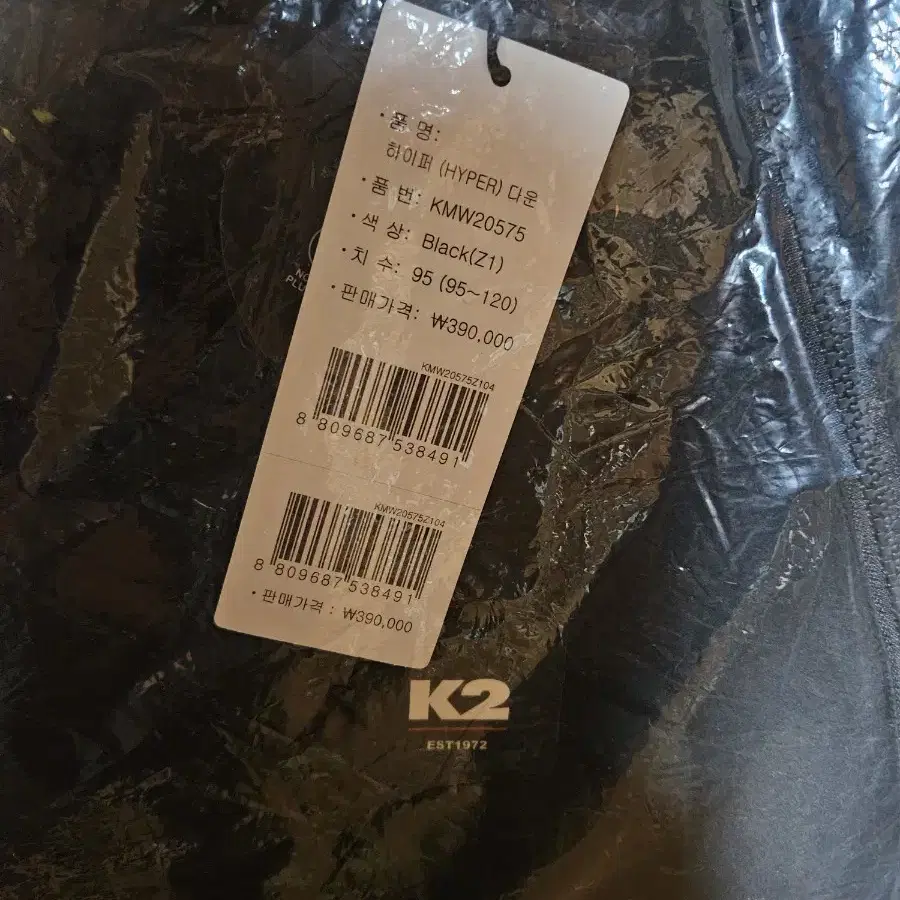 · 품 명:
하이퍼 (HYPER) 다운
· 품 번: KMW20575
· 색 상: Black(Z1)
· 치 수: 95 (95~120)
· 판매가격: ₩390,000
KMW20575Z104
8 809687 538491
KMW20575Z104
8 809687 538491
· 판매가격 : ₩390,000
K2
EST1972